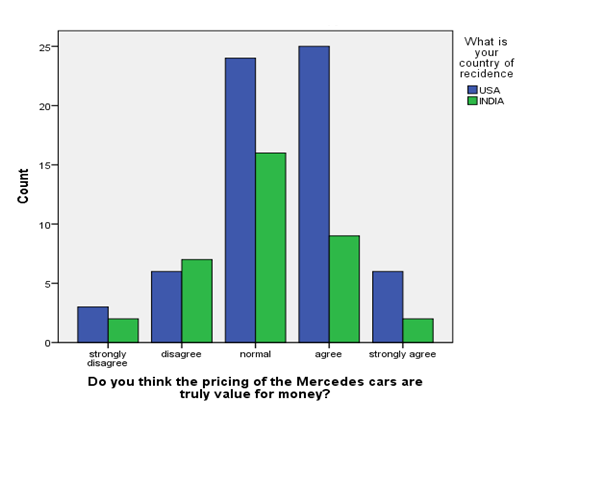 What is
your
country of
recidence
USA
INDIA
Count
25
20
15
10
5
0
strongly
disagree
disagree
normal
agree
strongly agree
Do you think the pricing of the Mercedes cars are
truly value for money?